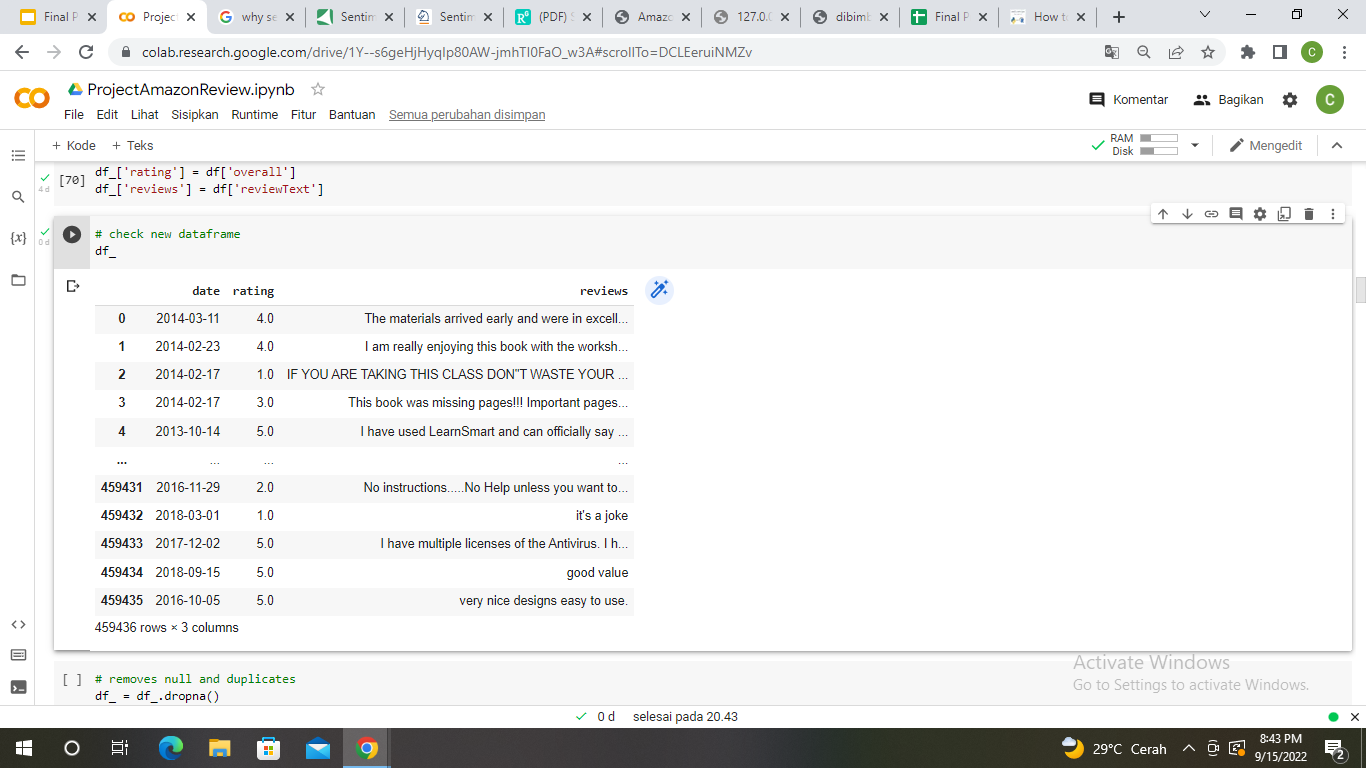 Final P
Projec
why se
Sentim
Sentim
(PDF) S
Amazo
127.0.0
dibimb
Final P
How to
colab.research.google.com/drive/1Y--s6geHjHyqIp80AW-jmhTI0FaO_w3A#scrollTo=DCLEeruiNMZv
C
ProjectAmazonReview.ipynb
Komentar
Bagikan
C
File Edit Lihat Sisipkan Runtime Fitur Bantuan Semua perubahan disimpan
+ Kode + Teks
RAM
Disk
Mengedit
[70]
4 d
df_['rating'] = df['overall']
df_['reviews'] = df['reviewText']
{x}
0 d
# check new dataframe
df_
date rating reviews
0 2014-03-11 4.0 The materials arrived early and were in excell...
1 2014-02-23 4.0 I am really enjoying this book with the worksh...
2 2014-02-17 1.0 IF YOU ARE TAKING THIS CLASS DON"T WASTE YOUR ...
3 2014-02-17 3.0 This book was missing pages!!! Important pages...
4 2013-10-14 5.0 I have used LearnSmart and can officially say ...
... ... ... ...
459431 2016-11-29 2.0 No instructions.....No Help unless you want to...
459432 2018-03-01 1.0 it's a joke
459433 2017-12-02 5.0 I have multiple licenses of the Antivirus. I h...
459434 2018-09-15 5.0 good value
459435 2016-10-05 5.0 very nice designs easy to use.
459436 rows × 3 columns
[ ] # removes null and duplicates
df_ = df_.dropna()
Activate Windows
Go to Settings to activate Windows.
0 d selesai pada 20.43
29°C Cerah
8:43 PM
9/15/2022
2